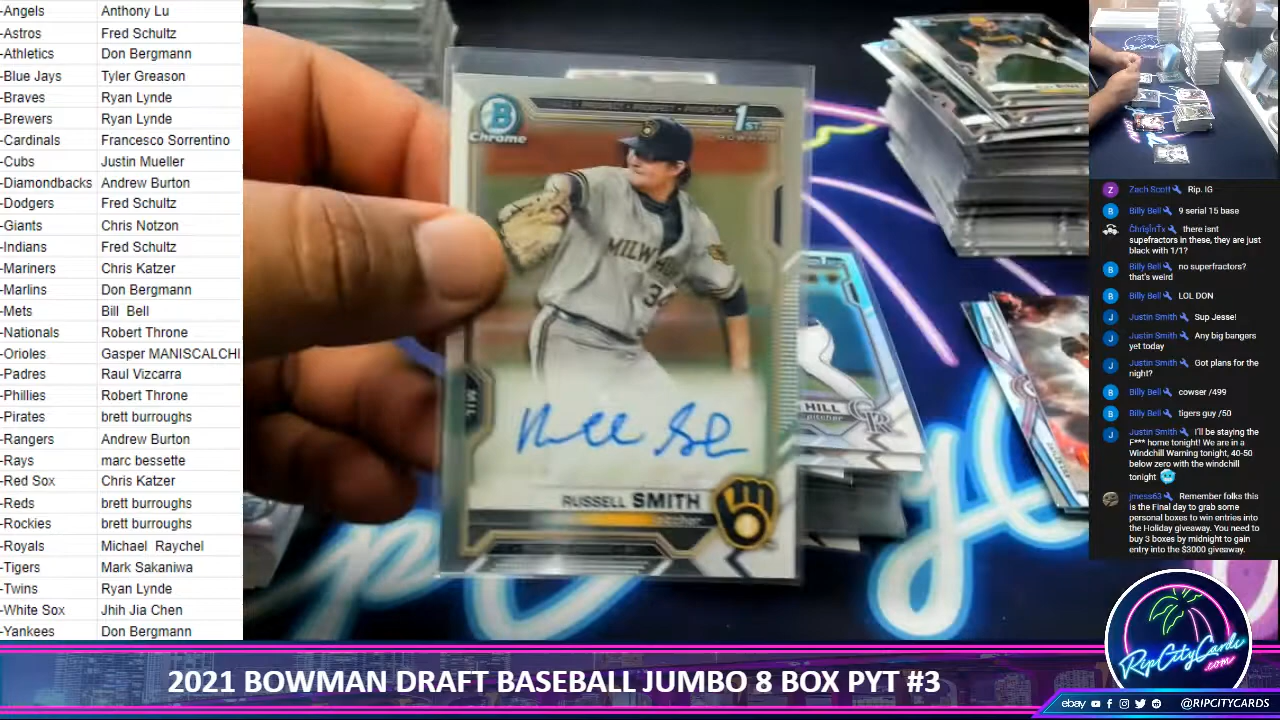 -Angels Anthony Lu
-Astros Fred Schultz
-Athletics Don Bergmann
-Blue Jays Tyler Greason
-Braves Ryan Lynde
-Brewers Ryan Lynde
-Cardinals Francesco Sorrentino
-Cubs Justin Mueller
-Diamondbacks Andrew Burton
-Dodgers Fred Schultz
-Giants Chris Notzon
-Indians Fred Schultz
-Mariners Chris Katzer
-Marlins Don Bergmann
-Mets Bill Bell
-Nationals Robert Throne
-Orioles Gasper MANISCALCHI
-Padres Raul Vizcarra
-Phillies Robert Throne
-Pirates brett burroughs
-Rangers Andrew Burton
-Rays marc bessette
-Red Sox Chris Katzer
-Reds brett burroughs
-Rockies brett burroughs
-Royals Michael Raychel
-Tigers Mark Sakaniwa
-Twins Ryan Lynde
-White Sox Jhih Jia Chen
-Yankees Don Bergmann
B
Chrome
PROSPECT
1ST
MILW
34
MIL
RUSSELL SMITH
pitcher
HILL
pitcher
CR
Z Zach Scott Rip. IG
B Billy Bell 9 serial 15 base
there isnt
supefractors in these, they are just
black with 1/1?
B Billy Bell no superfractors?
that's weird
B Billy Bell LOL DON
J Justin Smith Sup Jesse!
J Justin Smith Any big bangers
yet today
J Justin Smith Got plans for the
night?
B Billy Bell cowser /499
B Billy Bell tigers guy /50
J Justin Smith I'll be staying the
F*** home tonight! We are in a
Windchill Warning tonight, 40-50
below zero with the windchill
tonight
jmess63 Remember folks this
is the Final day to grab some
personal boxes to win entries into
the Holiday giveaway. You need to
buy 3 boxes by midnight to gain
entry into the $3000 giveaway.
RipCityCards
.com
2021 BOWMAN DRAFT BASEBALL JUMBO 8 BOX PYT #3
ebay @RIPCITYCARDS